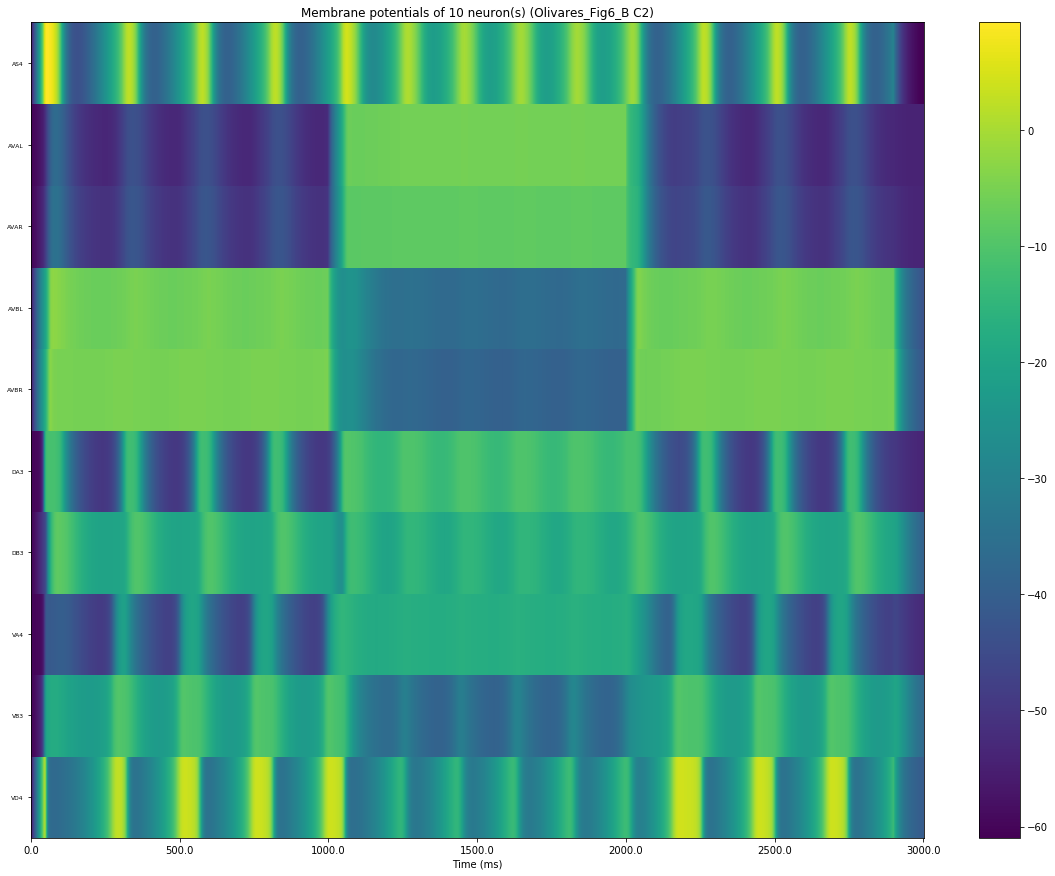 Membrane potentials of 10 neuron(s) (Olivares_Fig6_B C2)
AS4
AVAL
AVAR
AVBL
AVBR
DA3
DB3
VA4
VB3
VD4
0.0 500.0 1000.0 1500.0 2000.0 2500.0 3000.0
Time (ms)
0
−10
−20
−30
−40
−50
−60